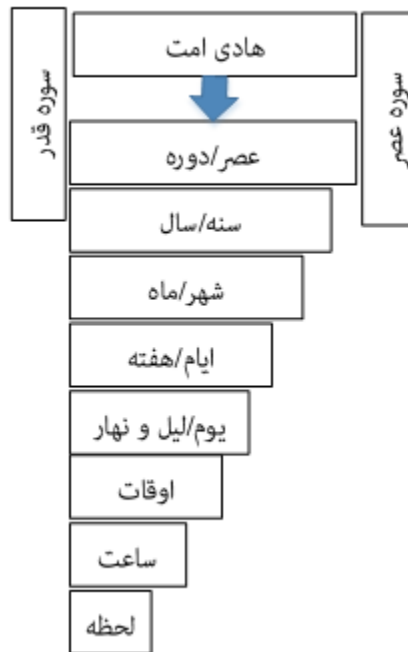 سوره عصر
هادی امت
سوره قدر
عصر/دوره
سنه/سال
شهر/ماه
ایام/هفته
یوم/لیل و نهار
اوقات
ساعت
لحظه